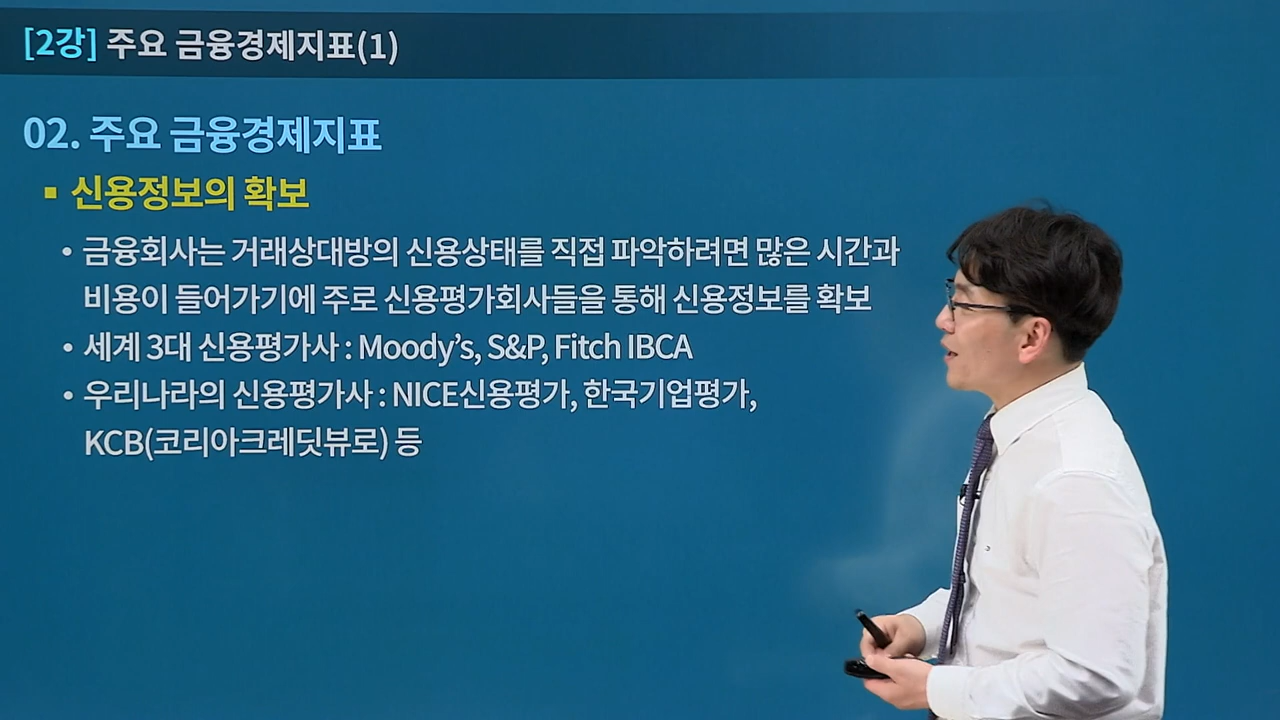 [2강] 주요 금융경제지표(1)
02. 주요 금융경제지표
▪ 신용정보의 확보
• 금융회사는 거래상대방의 신용상태를 직접 파악하려면 많은 시간과
비용이 들어가기에 주로 신용평가회사들을 통해 신용정보를 확보
• 세계 3대 신용평가사 : Moody’s, S&P, Fitch IBCA
• 우리나라의 신용평가사 : NICE신용평가, 한국기업평가,
KCB(코리아크레딧뷰로) 등